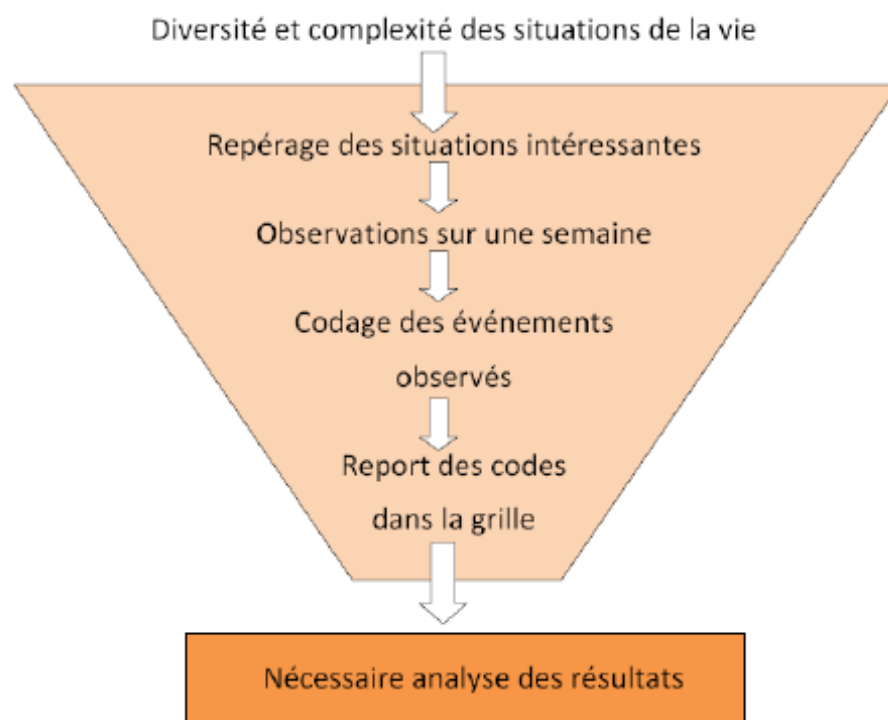 Diversité et complexité des situations de la vie
Repérage des situations intéressantes
Observations sur une semaine
Codage des événements
observés
Report des codes
dans la grille
Nécessaire analyse des résultats